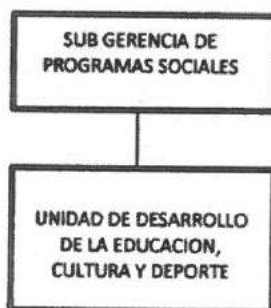 SUB GERENCIA DE
PROGRAMAS SOCIALES
UNIDAD DE DESARROLLO
DE LA EDUCACION,
CULTURA Y DEPORTE